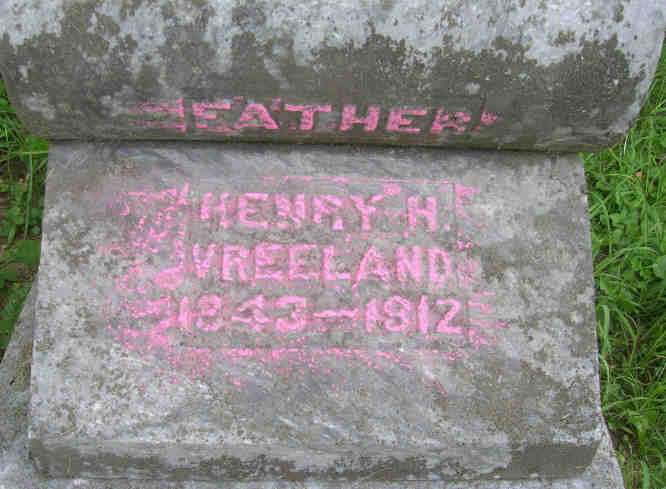 FATHER
HENRY H.
VREELAND
1843-1912